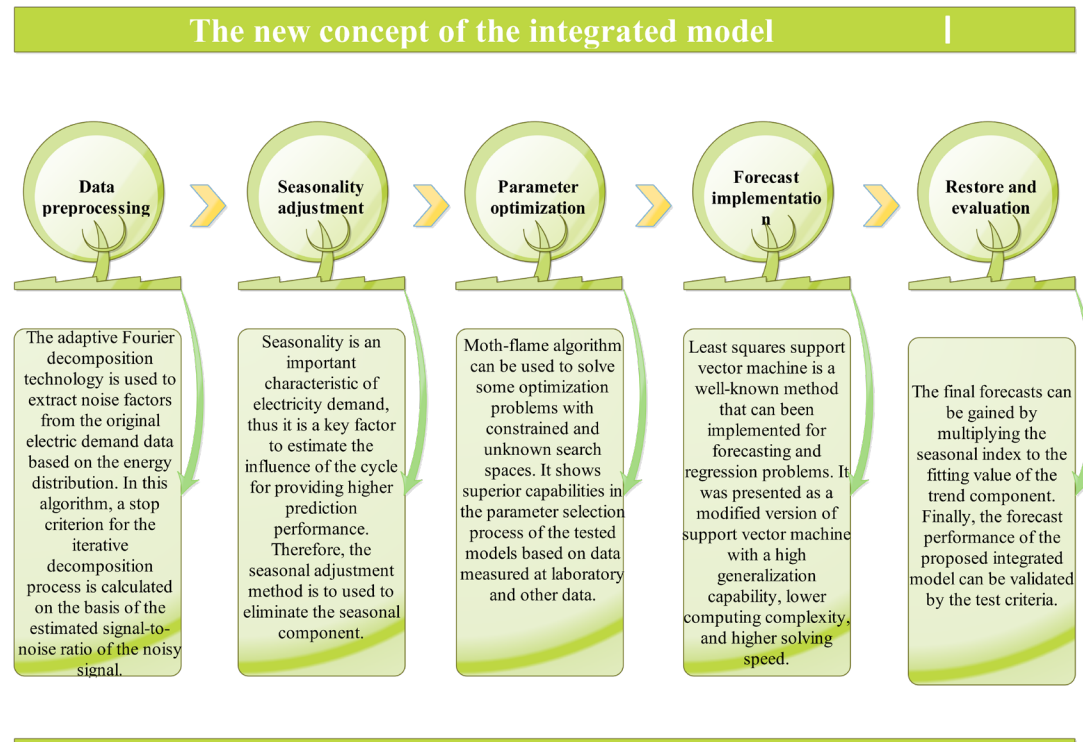 The new concept of the integrated model
Data
preprocessing
Seasonality
adjustment
Parameter
optimization
Forecast
implementatio
n
Restore and
evaluation
The adaptive Fourier
decomposition
technology is used to
extract noise factors
from the original
electric demand data
based on the energy
distribution. In this
algorithm, a stop
criterion for the
iterative
decomposition
process is calculated
on the basis of the
estimated signal-to-
noise ratio of the noisy
signal.
Seasonality is an
important
characteristic of
electricity demand,
thus it is a key factor
to estimate the
influence of the cycle
for providing higher
prediction
performance.
Therefore, the
seasonal adjustment
method is to used to
eliminate the seasonal
component.
Moth-flame algorithm
can be used to solve
some optimization
problems with
constrained and
unknown search
spaces. It shows
superior capabilities in
the parameter selection
process of the tested
models based on data
measured at laboratory
and other data.
Least squares support
vector machine is a
well-known method
that can been
implemented for
forecasting and
regression problems. It
was presented as a
modified version of
support vector machine
with a high
generalization
capability, lower
computing complexity,
and higher solving
speed.
The final forecasts can
be gained by
multiplying the
seasonal index to the
fitting value of the
trend component.
Finally, the forecast
performance of the
proposed integrated
model can be validated
by the test criteria.